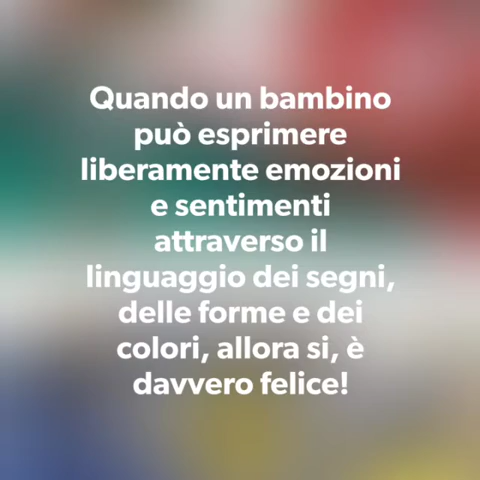 Quando un bambino
può esprimere
liberamente emozioni
e sentimenti
attraverso il
linguaggio dei segni,
delle forme e dei
colori, allora si, è
davvero felice!